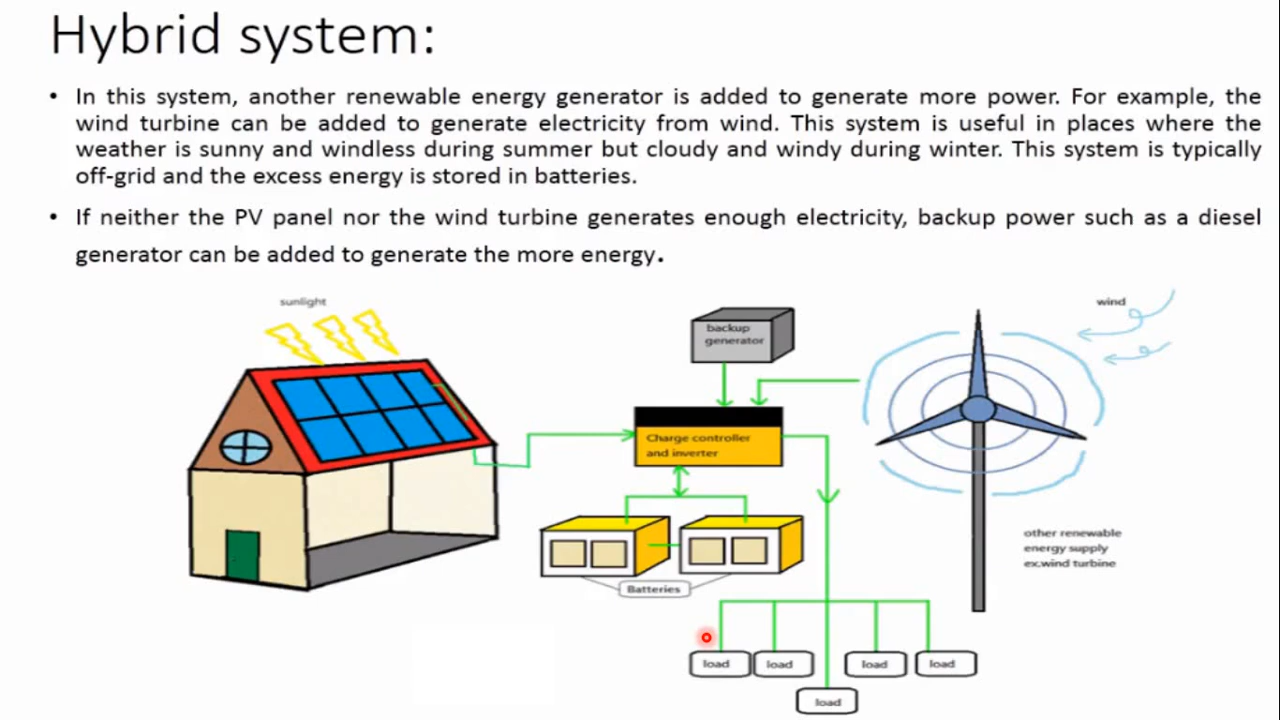 Hybrid system:
• In this system, another renewable energy generator is added to generate more power. For example, the
wind turbine can be added to generate electricity from wind. This system is useful in places where the
weather is sunny and windless during summer but cloudy and windy during winter. This system is typically
off-grid and the excess energy is stored in batteries.
• If neither the PV panel nor the wind turbine generates enough electricity, backup power such as a diesel
generator can be added to generate the more energy.
sunlight
wind
backup
generator
Charge controller
and inverter
other renewable
energy supply
ex.wind turbine
Batteries
load
load
load
load
load